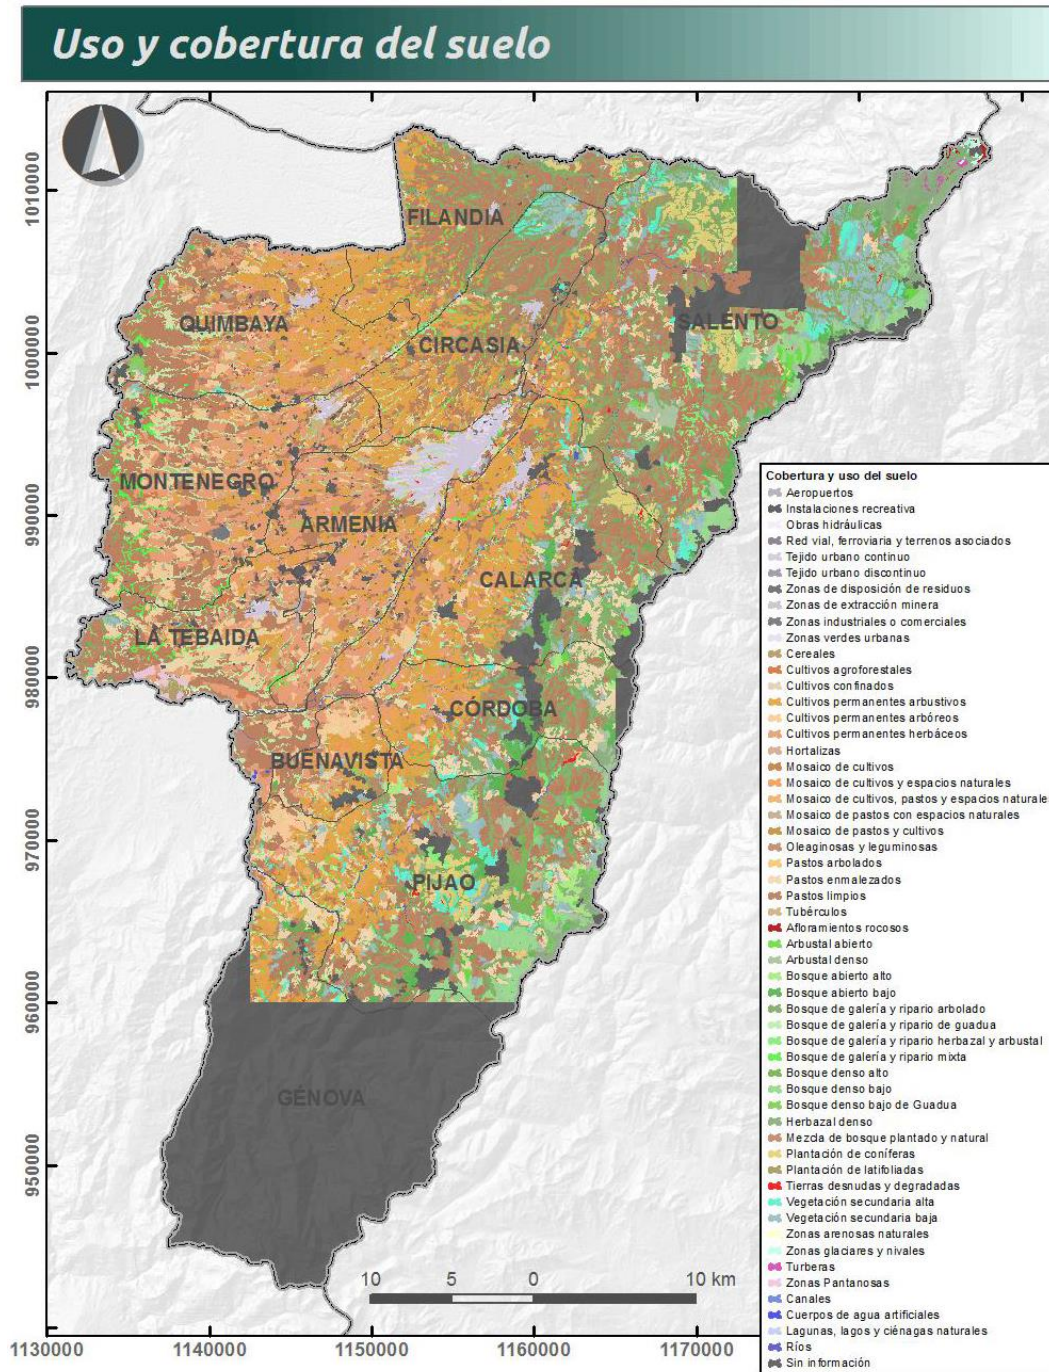 Uso y cobertura del suelo
1010000
1000000
990000
980000
970000
960000
950000
FILANDIA
QUIMBAYA
CIRCASIA
SALENTO
MONTENEGRO
ARMENIA
CALARCA
LA TEBAIDA
CÓRDOBA
BUENAVISTA
PIJAO
GÉNOVA
10 5 0 10 km
1130000 1140000 1150000 1160000 1170000
Cobertura y uso del suelo
Aeropuertos
Instalaciones recreativa
Obras hidráulicas
Red vial, ferroviaria y terrenos asociados
Tejido urbano continuo
Tejido urbano discontinuo
Zonas de disposición de residuos
Zonas de extracción minera
Zonas industriales o comerciales
Zonas verdes urbanas
Cereales
Cultivos agroforestales
Cultivos confinados
Cultivos permanentes arbustivos
Cultivos permanentes arbóreos
Cultivos permanentes herbáceos
Hortalizas
Mosaico de cultivos
Mosaico de cultivos y espacios naturales
Mosaico de cultivos, pastos y espacios naturale
Mosaico de pastos con espacios naturales
Mosaico de pastos y cultivos
Oleaginosas y leguminosas
Pastos arbolados
Pastos enmalezados
Pastos limpios
Tubérculos
Afloramientos rocosos
Arbustal abierto
Arbustal denso
Bosque abierto alto
Bosque abierto bajo
Bosque de galería y ripario arbolado
Bosque de galería y ripario de guadua
Bosque de galería y ripario herbazal y arbustal
Bosque de galería y ripario mixta
Bosque denso alto
Bosque denso bajo
Bosque denso bajo de Guadua
Herbazal denso
Mezcla de bosque plantado y natural
Plantación de coníferas
Plantación de latifoliadas
Tierras desnudas y degradadas
Vegetación secundaria alta
Vegetación secundaria baja
Zonas arenosas naturales
Zonas glaciares y nivales
Turberas
Zonas Pantanosas
Canales
Cuerpos de agua artificiales
Lagunas, lagos y ciénagas naturales
Ríos
Sin información